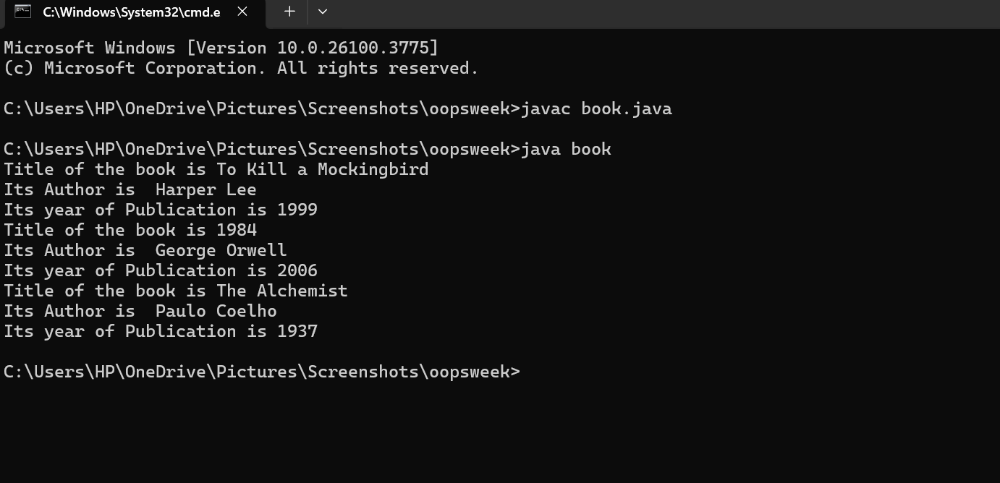 C:\Windows\System32\cmd.e
Microsoft Windows [Version 10.0.26100.3775]
(c) Microsoft Corporation. All rights reserved.
C:\Users\HP\OneDrive\Pictures\Screenshots\oopsweek>javac book.java
C:\Users\HP\OneDrive\Pictures\Screenshots\oopsweek>java book
Title of the book is To Kill a Mockingbird
Its Author is  Harper Lee
Its year of Publication is 1999
Title of the book is 1984
Its Author is  George Orwell
Its year of Publication is 2006
Title of the book is The Alchemist
Its Author is  Paulo Coelho
Its year of Publication is 1937
C:\Users\HP\OneDrive\Pictures\Screenshots\oopsweek>